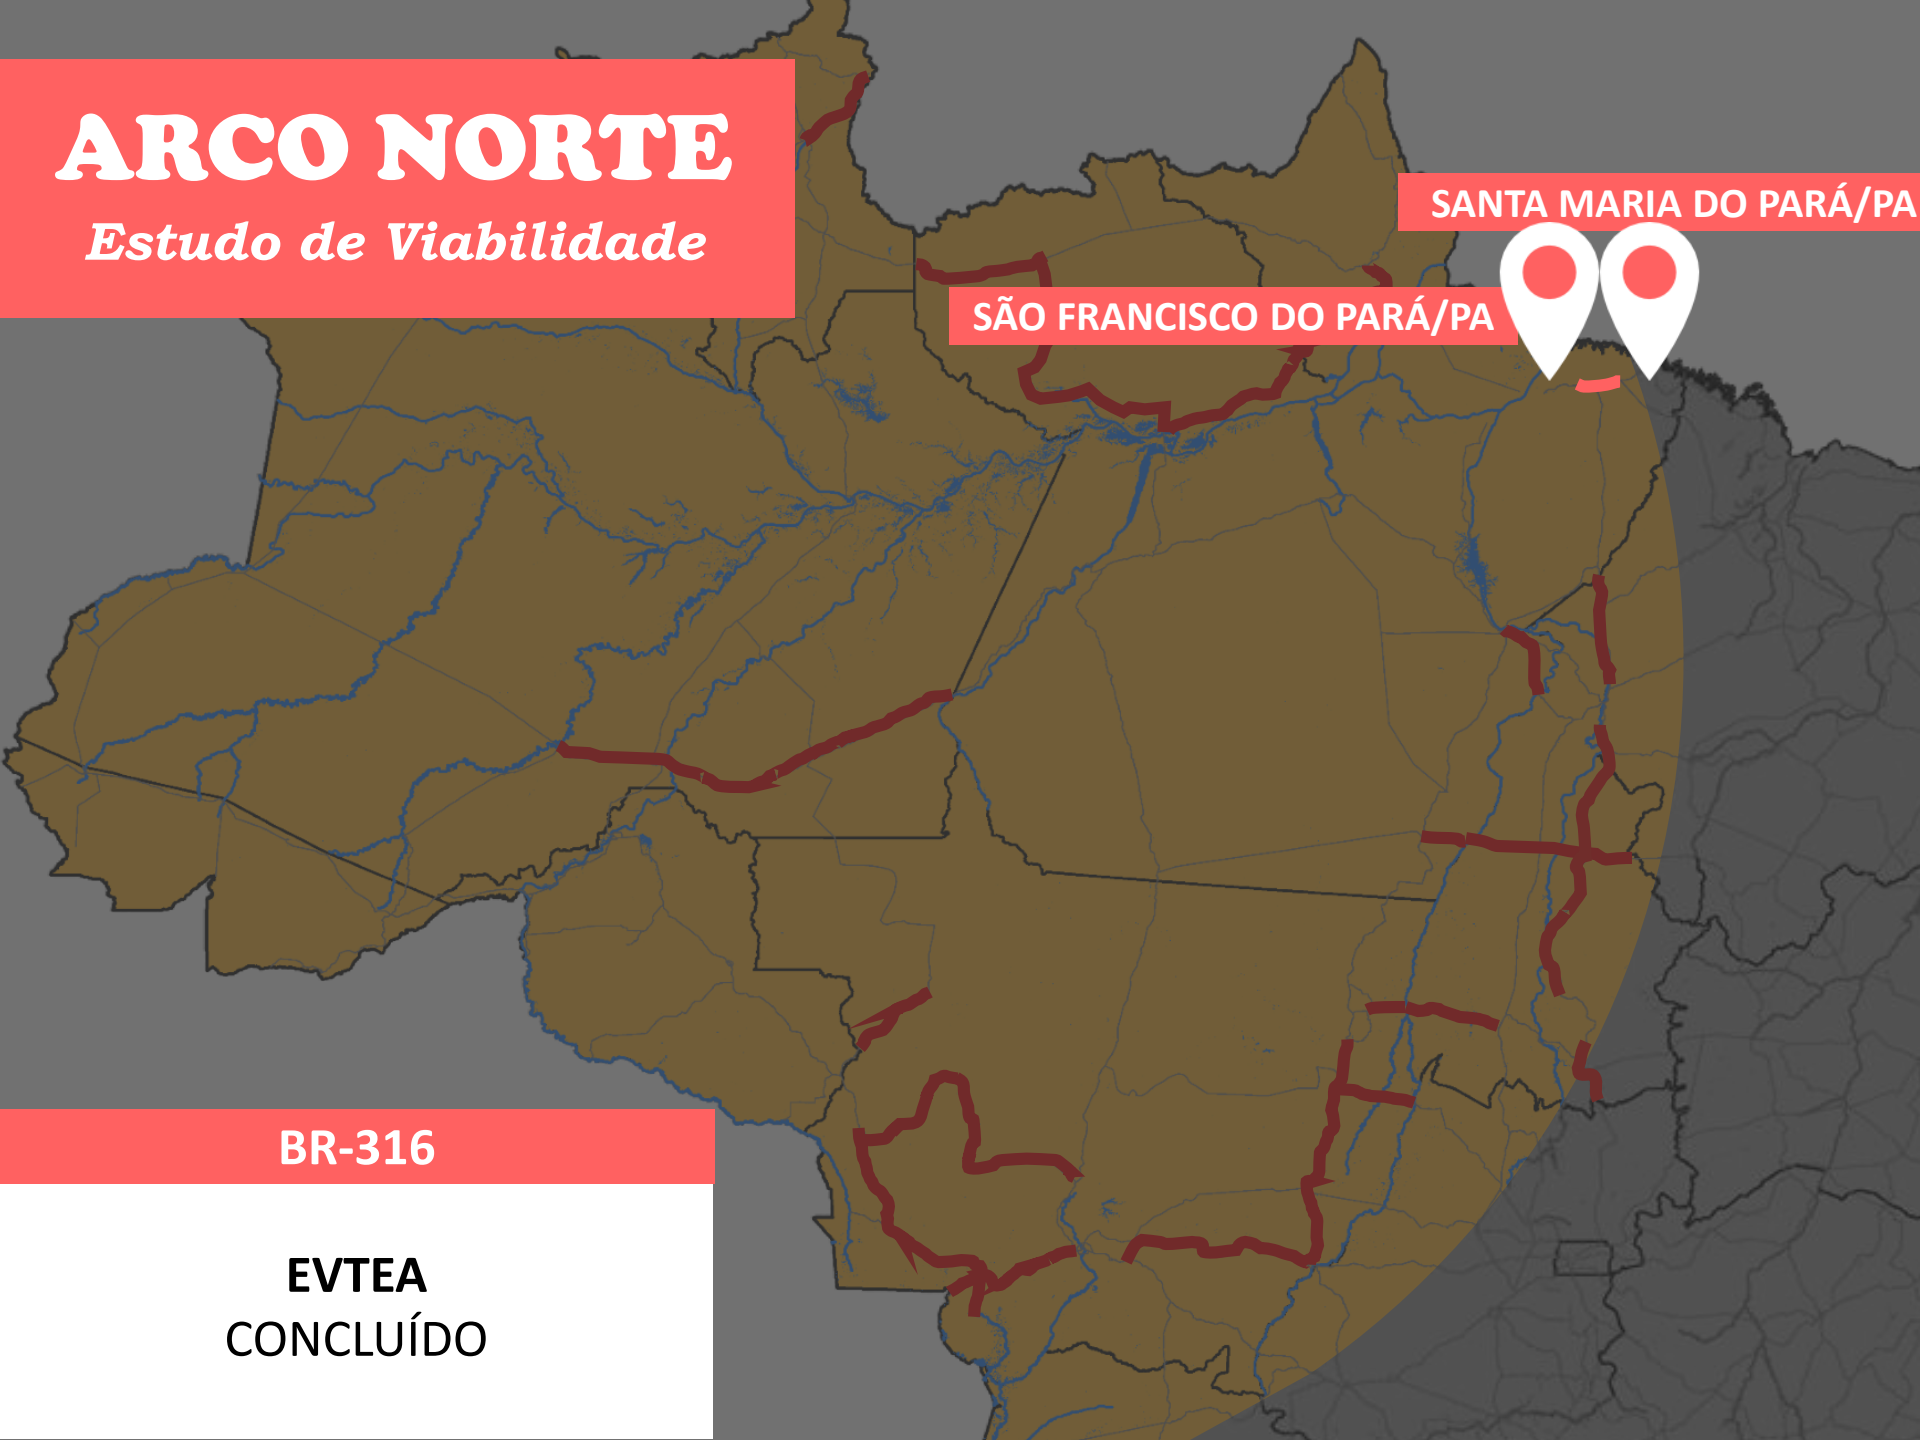 ARCO NORTE
Estudo de Viabilidade
SANTA MARIA DO PARÁ/PA
SÃO FRANCISCO DO PARÁ/PA
BR-316
EVTEA
CONCLUÍDO